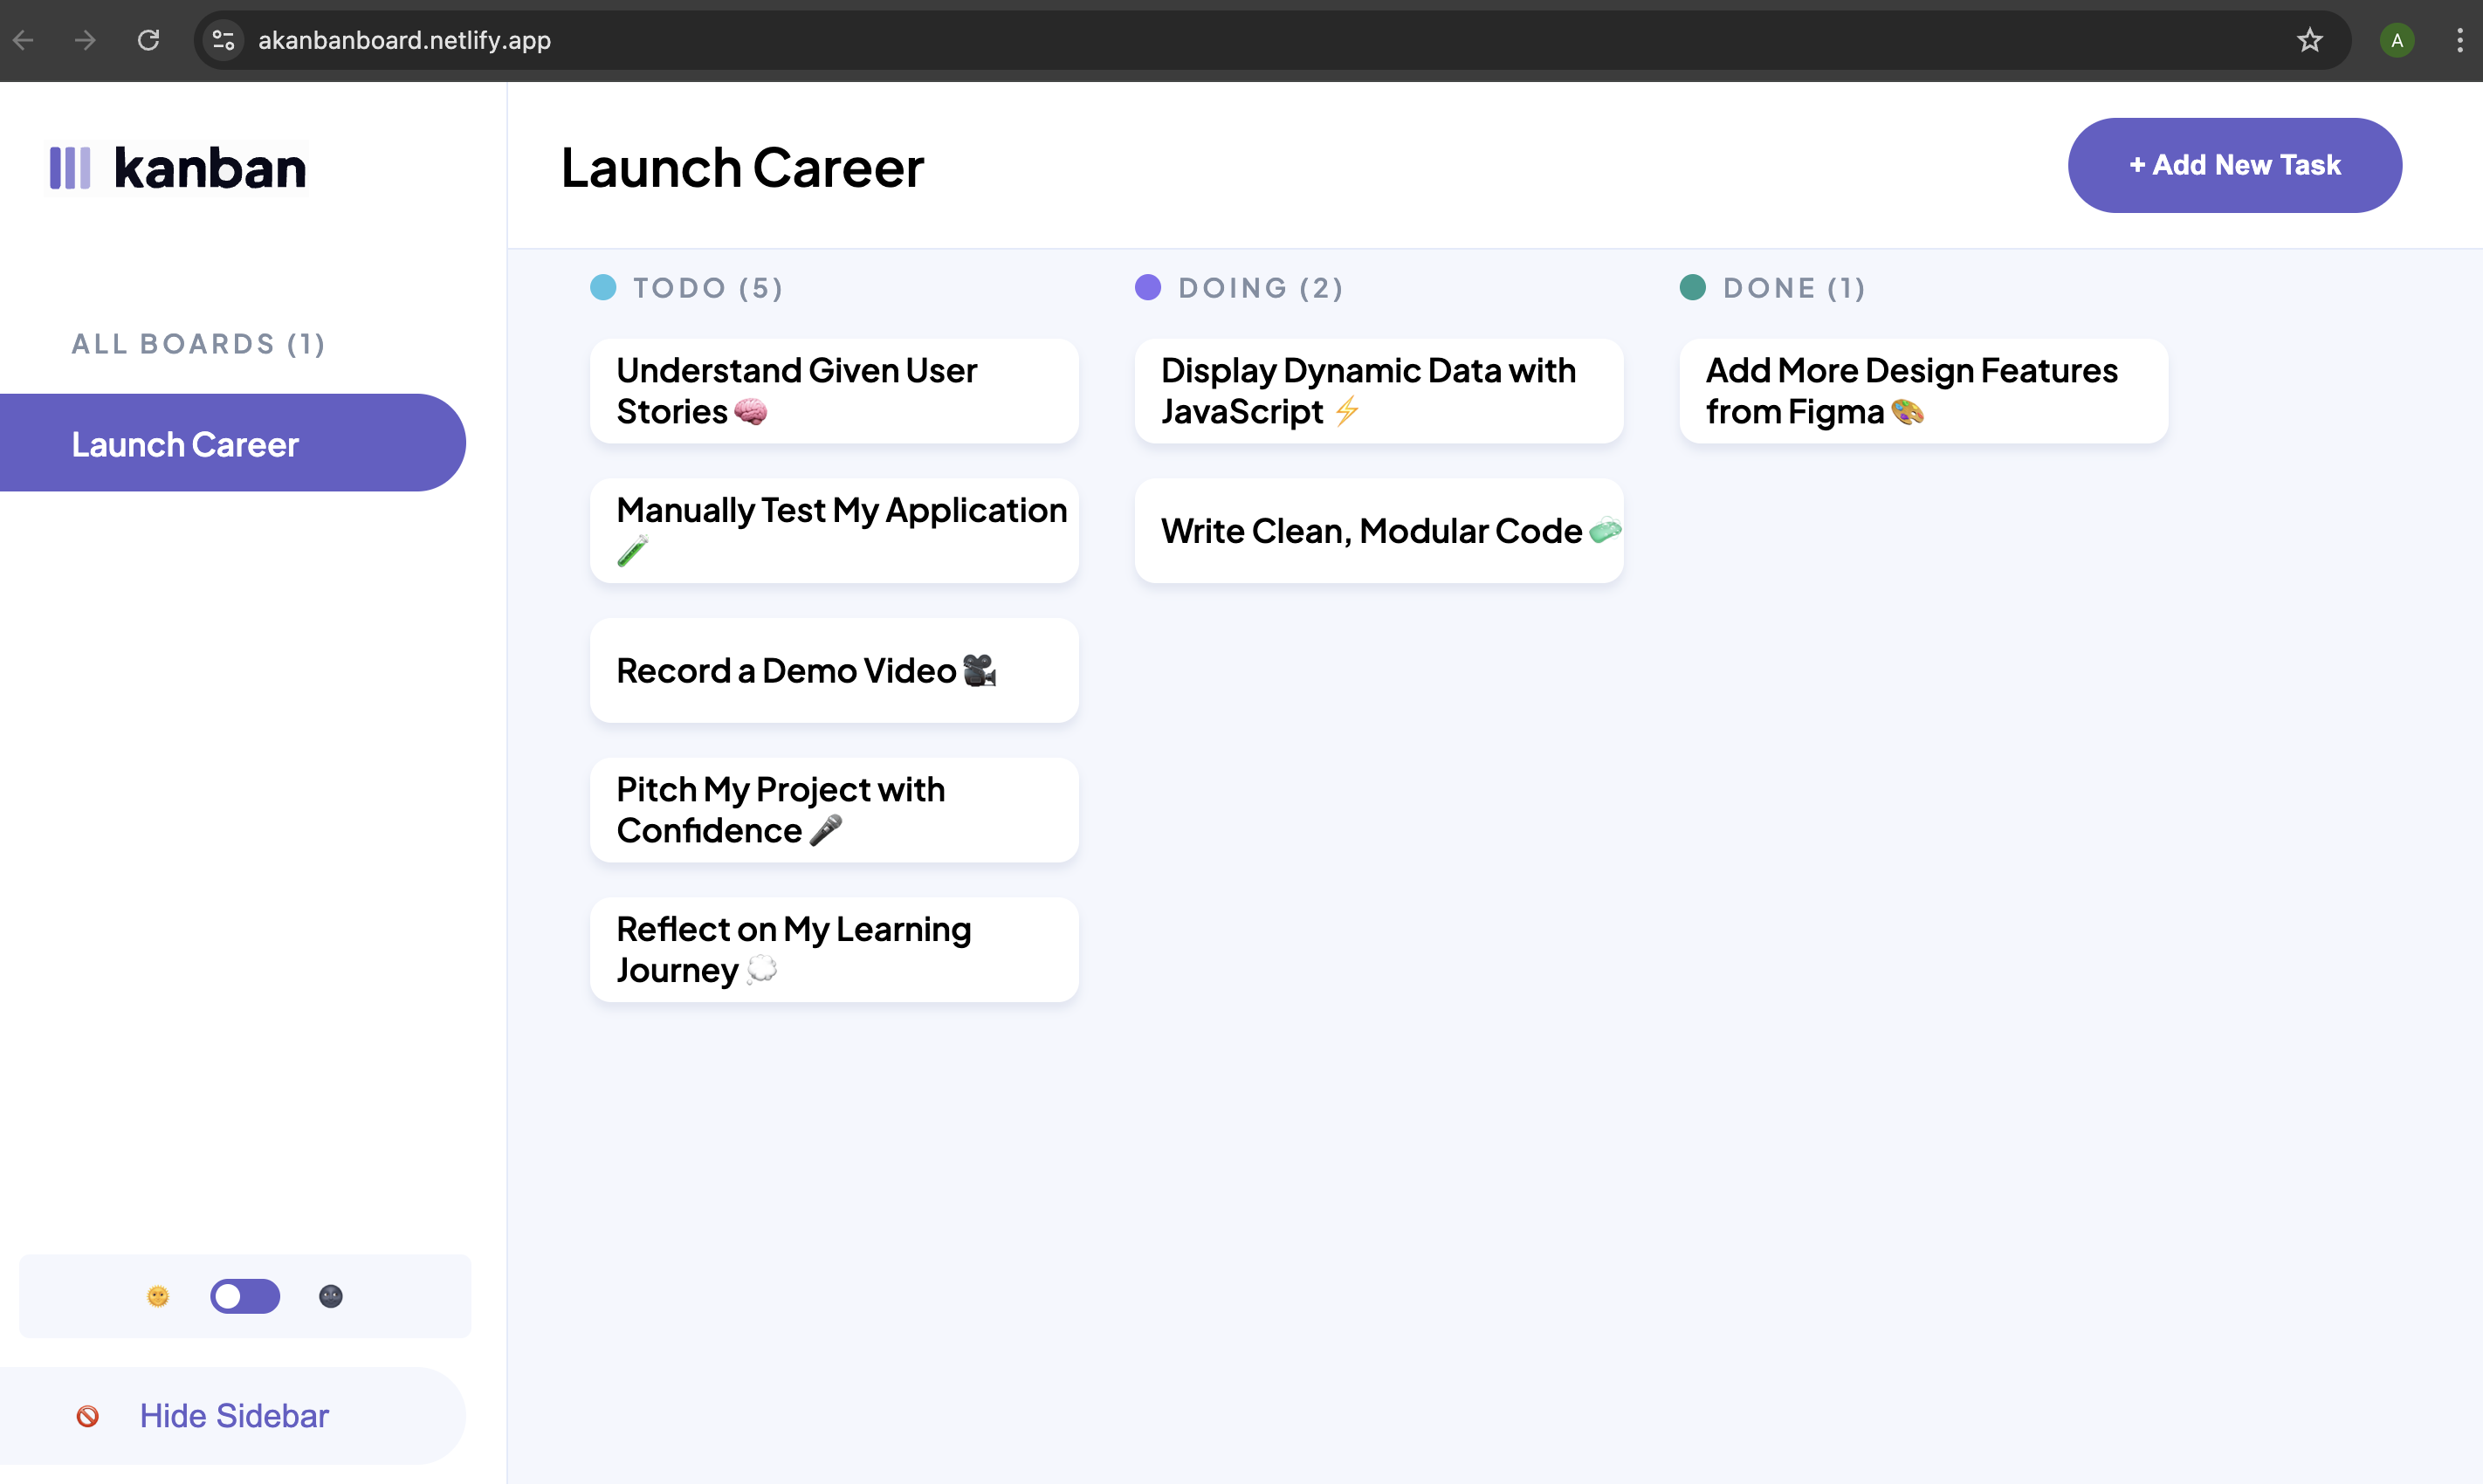 akanbanboard.netlify.app
A
kanban
Launch Career
+ Add New Task
ALL BOARDS (1)
Launch Career
TODO (5)
Understand Given User
Stories 🧠
Manually Test My Application
🧪
Record a Demo Video 🎥
Pitch My Project with
Confidence 🎤
Reflect on My Learning
Journey 💭
DOING (2)
Display Dynamic Data with
JavaScript ⚡
Write Clean, Modular Code 🧼
DONE (1)
Add More Design Features
from Figma 🎨
🌞 🌚
🚫 Hide Sidebar